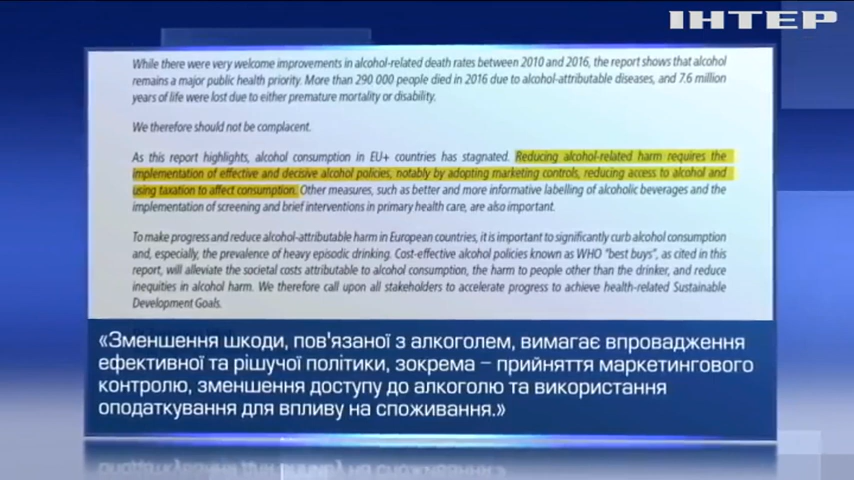 ІНТЕР
While there were very welcome improvements in alcohol-related death rates between 2010 and 2016, the report shows that alcohol
remains a major public health priority. More than 290 000 people died in 2016 due to alcohol-attributable diseases, and 7.6 million
years of life were lost due to either premature mortality or disability.
We therefore should not be complacent.
As this report highlights, alcohol consumption in EU+ countries has stagnated. Reducing alcohol-related harm requires the
implementation of effective and decisive alcohol policies, notably by adopting marketing controls, reducing access to alcohol and
using taxation to affect consumption. Other measures, such as better and more informative labelling of alcoholic beverages and the
implementation of screening and brief interventions in primary health care, are also important.
To make progress and reduce alcohol-attributable harm in European countries, it is important to significantly curb alcohol consumption
and, especially, the prevalence of heavy episodic drinking. Cost-effective alcohol policies known as WHO "best buys", as cited in this
report, will alleviate the societal costs attributable to alcohol consumption, the harm to people other than the drinker, and reduce
inequities in alcohol harm. We therefore call upon all stakeholders to accelerate progress to achieve health-related Sustainable
Development Goals.
«Зменшення шкоди, пов'язаної з алкоголем, вимагає впровадження
ефективної та рішучої політики, зокрема – прийняття маркетингового
контролю, зменшення доступу до алкоголю та використання
оподаткування для впливу на споживання.»